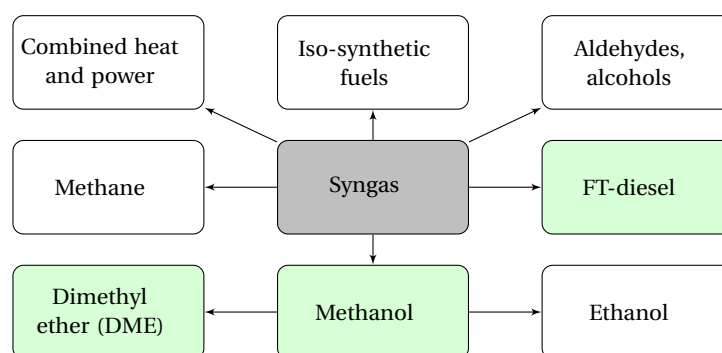 Combined heat
and power
Iso-synthetic
fuels
Aldehydes,
alcohols
Methane
Syngas
FT-diesel
Dimethyl
ether (DME)
Methanol
Ethanol